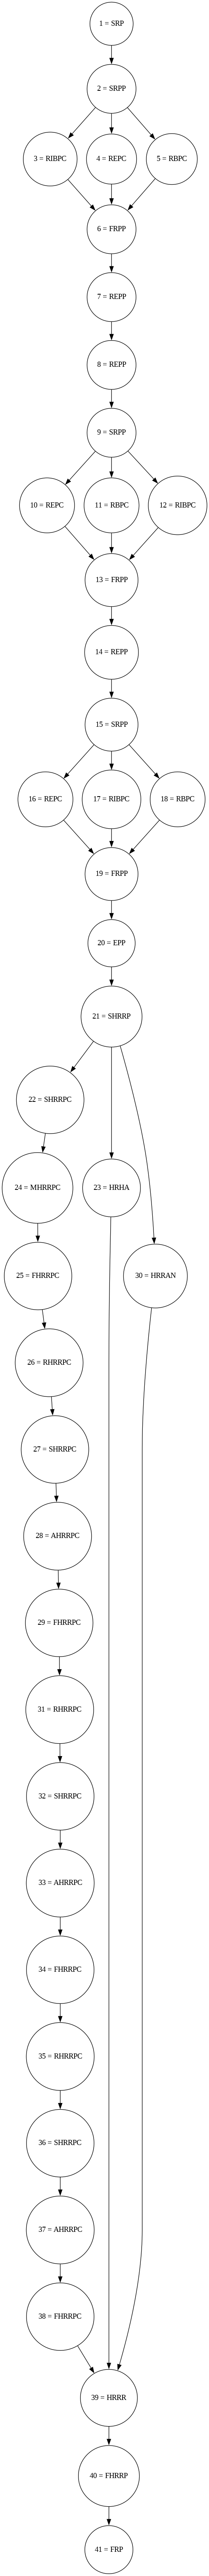 1 = SRP
2 = SRPP
3 = RIBPC
4 = REPC
5 = RBPC
6 = FRPP
7 = REPP
8 = REPP
9 = SRPP
10 = REPC
11 = RBPC
12 = RIBPC
13 = FRPP
14 = REPP
15 = SRPP
16 = REPC
17 = RIBPC
18 = RBPC
19 = FRPP
20 = EPP
21 = SHRRP
22 = SHRRPC
24 = MHRRPC
23 = HRHA
25 = FHRRPC
30 = HRRAN
26 = RHRRPC
27 = SHRRPC
28 = AHRRPC
29 = FHRRPC
31 = RHRRPC
32 = SHRRPC
33 = AHRRPC
34 = FHRRPC
35 = RHRRPC
36 = SHRRPC
37 = AHRRPC
38 = FHRRPC
39 = HRRR
40 = FHRRP
41 = FRP